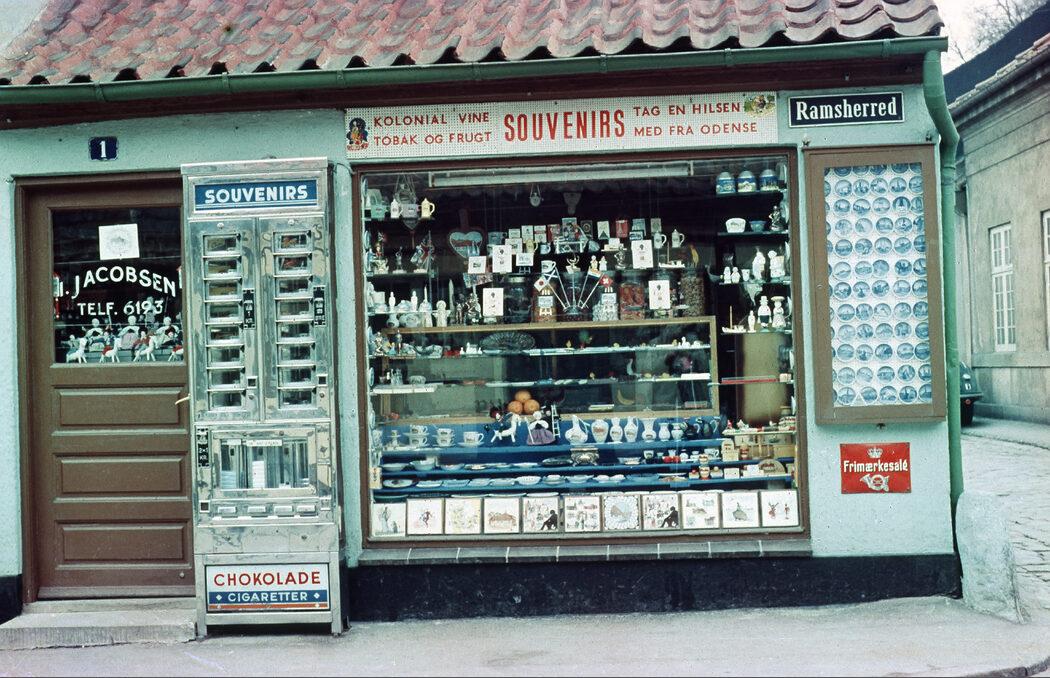 KOLONIAL VINE
TOBAK OG FRUGT
SOUVENIRS
TAG EN HILSEN
MED FRA ODENSE
Ramsherred
1
SOUVENIRS
JACOBSEN
TELF. 6193
Frimærkesalg
CHOKOLADE
CIGARETTER